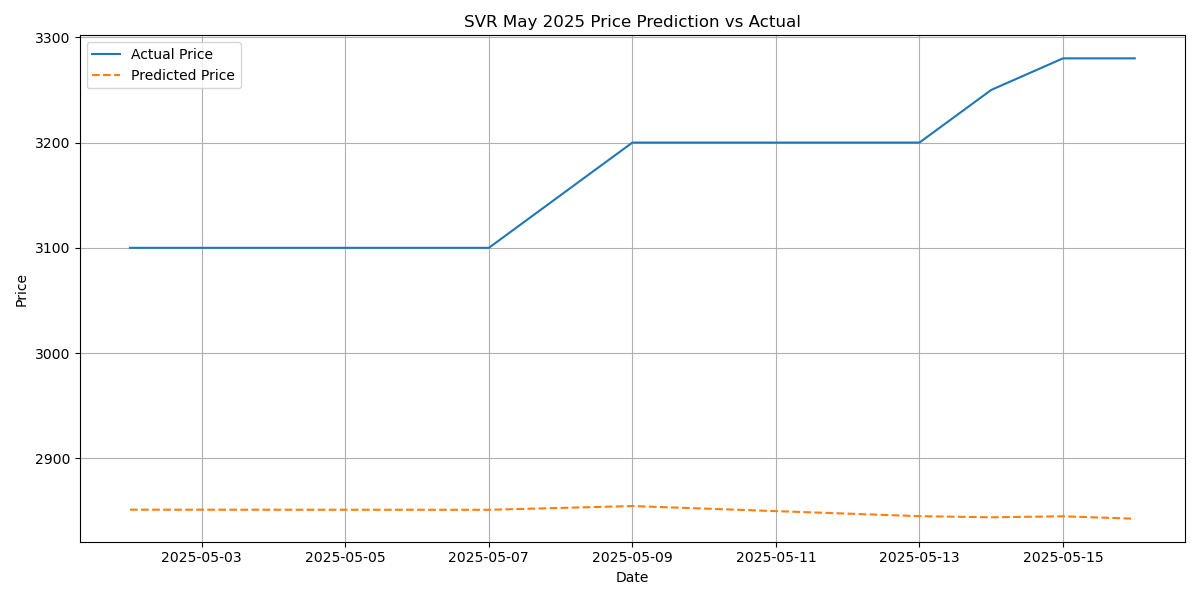 SVR May 2025 Price Prediction vs Actual
Actual Price
Predicted Price
3300
3200
3100
3000
2900
Price
2025-05-03
2025-05-05
2025-05-07
2025-05-09
2025-05-11
2025-05-13
2025-05-15
Date